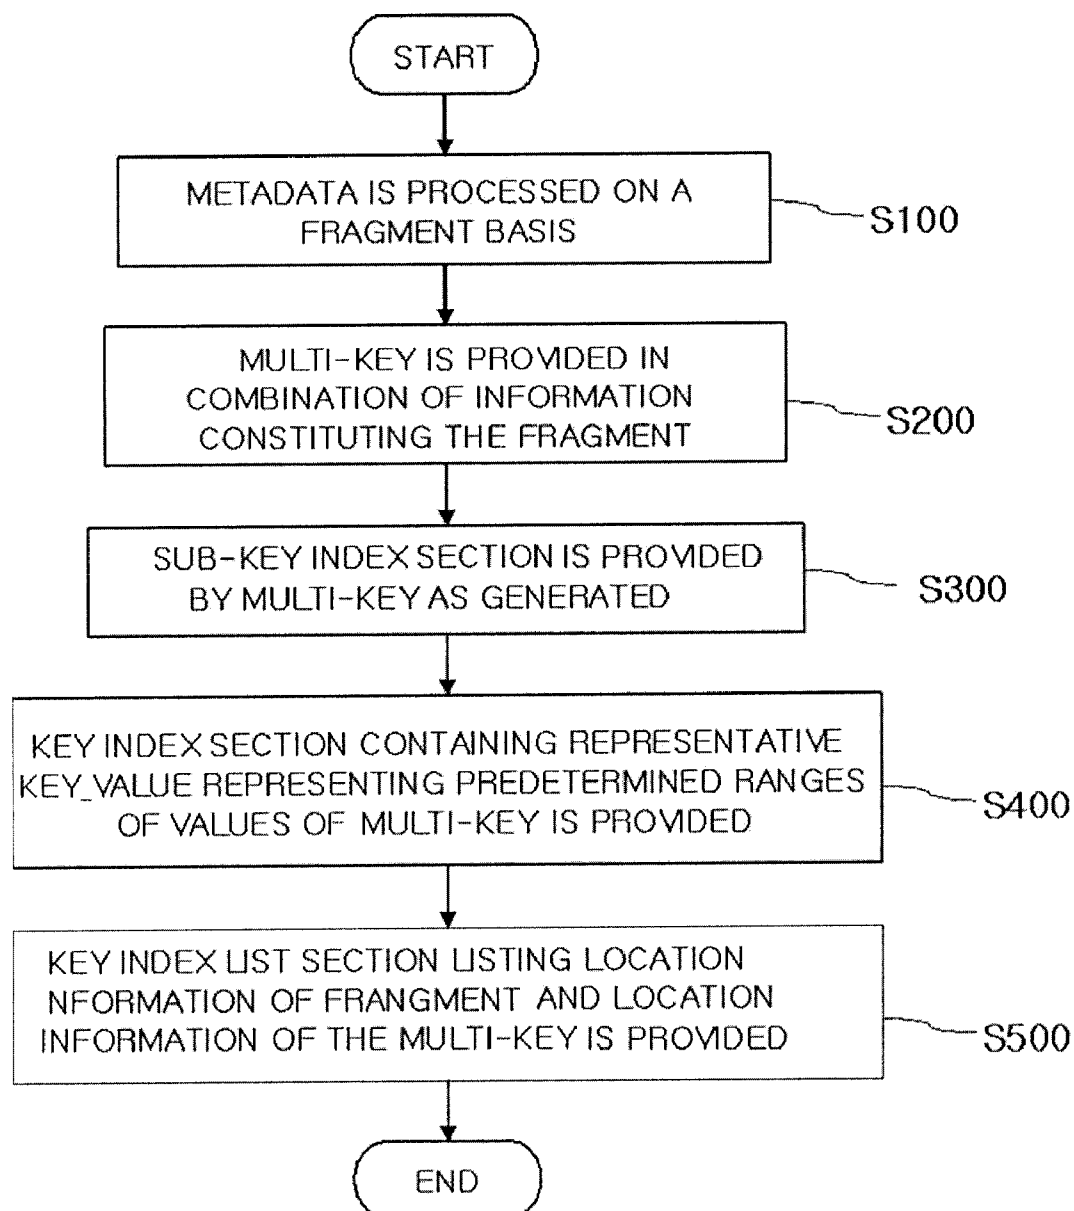 START
METADATA IS PROCESSED ON A
FRAGMENT BASIS
S100
MULTI-KEY IS PROVIDED IN
COMBINATION OF INFORMATION
CONSTITUTING THE FRAGMENT
S200
SUB-KEY INDEX SECTION IS PROVIDED
BY MULTI-KEY AS GENERATED
S300
KEY INDEX SECTION CONTAINING REPRESENTATIVE
KEY_VALUE REPRESENTING PREDETERMINED RANGES
OF VALUES OF MULTI-KEY IS PROVIDED
S400
KEY INDEX LIST SECTION LISTING LOCATION
NFORMATION OF FRANGMENT AND LOCATION
INFORMATION OF THE MULTI-KEY IS PROVIDED
S500
END